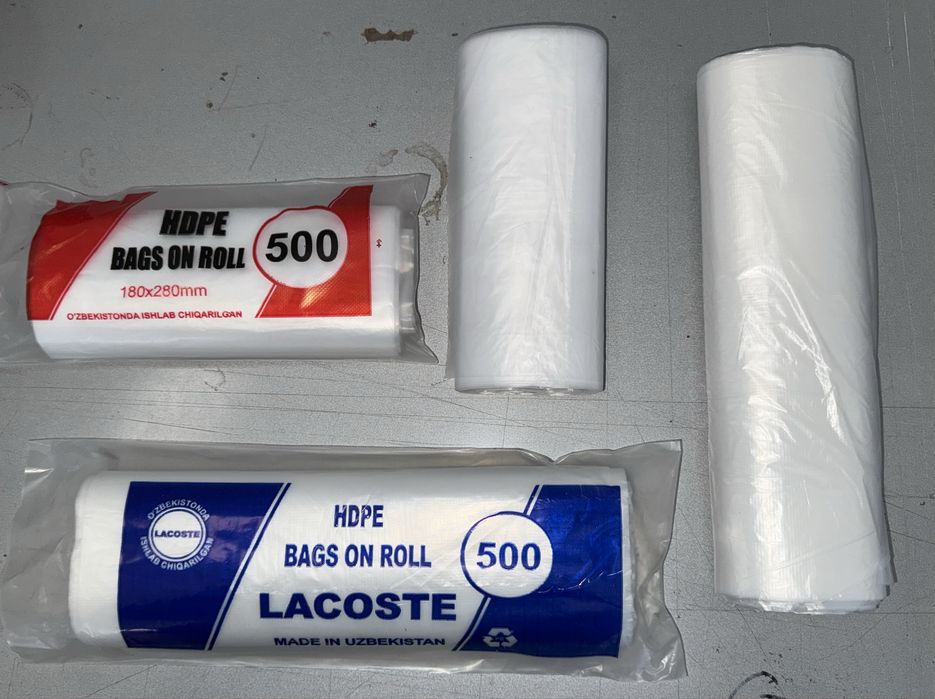 HDPE
BAGS ON ROLL
500
180x280mm
O'ZBEKISTONDA ISHLAB CHIQARILGAN
O'ZBEKISTONDA
LACOSTE
ISHLAB CHIQARILGAN
HDPE
BAGS ON ROLL
500
LACOSTE
MADE IN UZBEKISTAN